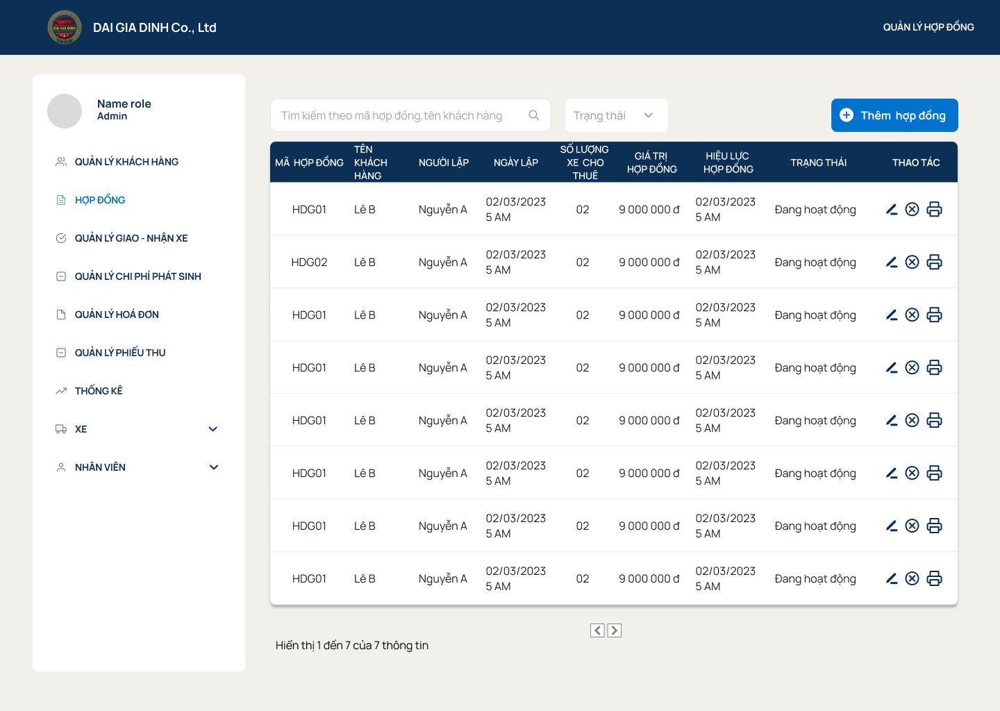 DAI GIA DINH
DAI GIA DINH Co., Ltd
QUẢN LÝ HỢP ĐỒNG
Name role
Admin
QUẢN LÝ KHÁCH HÀNG
HỢP ĐỒNG
QUẢN LÝ GIAO - NHẬN XE
QUẢN LÝ CHI PHÍ PHÁT SINH
QUẢN LÝ HOÁ ĐƠN
QUẢN LÝ PHIẾU THU
THỐNG KÊ
XE
NHÂN VIÊN
Tìm kiếm theo mã hợp đồng,tên khách hàng
Trạng thái
Thêm hợp đồng
MÃ HỢP ĐỒNG
TÊN
KHÁCH
HÀNG
NGƯỜI LẬP
NGÀY LẬP
SỐ LƯỢNG
XE CHO
THUÊ
GIÁ TRỊ
HỢP ĐỒNG
HIỆU LỰC
HỢP ĐỒNG
TRẠNG THÁI
THAO TÁC
HDG01
Lê B
Nguyễn A
02/03/2023
5 AM
02
9 000 000 đ
02/03/2023
5 AM
Đang hoạt động
HDG02
Lê B
Nguyễn A
02/03/2023
5 AM
02
9 000 000 đ
02/03/2023
5 AM
Đang hoạt động
HDG01
Lê B
Nguyễn A
02/03/2023
5 AM
02
9 000 000 đ
02/03/2023
5 AM
Đang hoạt động
HDG01
Lê B
Nguyễn A
02/03/2023
5 AM
02
9 000 000 đ
02/03/2023
5 AM
Đang hoạt động
HDG01
Lê B
Nguyễn A
02/03/2023
5 AM
02
9 000 000 đ
02/03/2023
5 AM
Đang hoạt động
HDG01
Lê B
Nguyễn A
02/03/2023
5 AM
02
9 000 000 đ
02/03/2023
5 AM
Đang hoạt động
HDG01
Lê B
Nguyễn A
02/03/2023
5 AM
02
9 000 000 đ
02/03/2023
5 AM
Đang hoạt động
HDG01
Lê B
Nguyễn A
02/03/2023
5 AM
02
9 000 000 đ
02/03/2023
5 AM
Đang hoạt động
Hiển thị 1 đến 7 của 7 thông tin